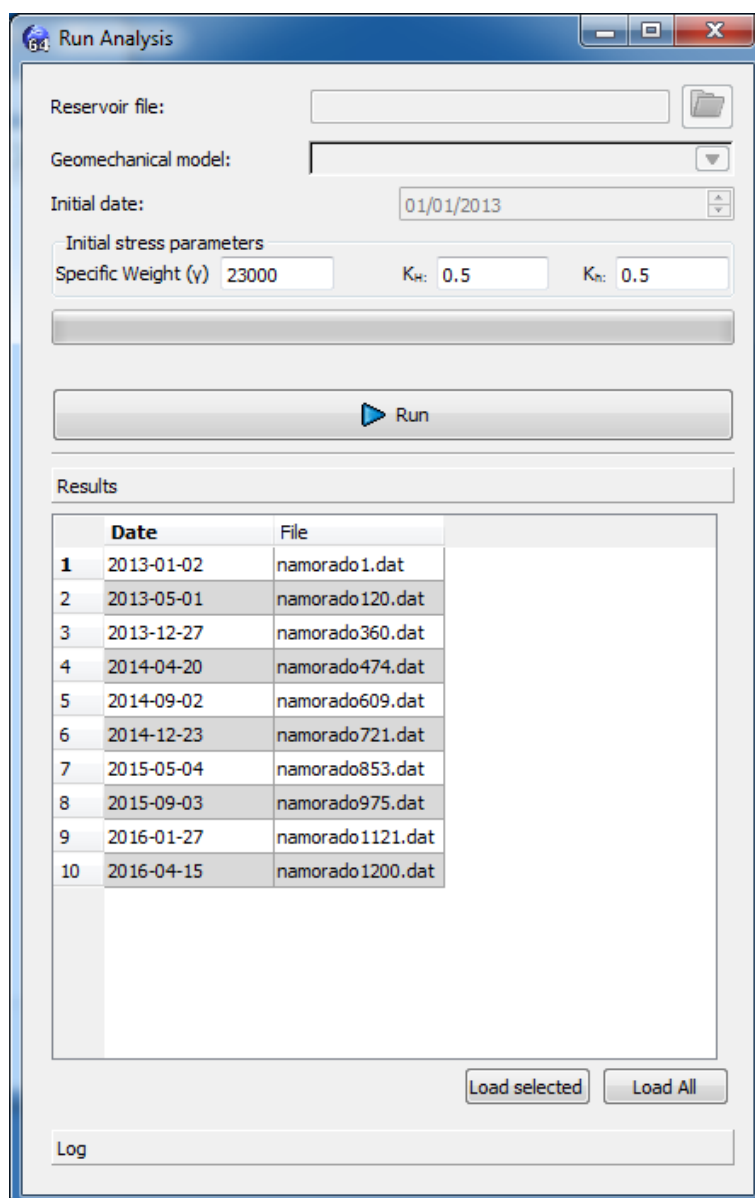 64 Run Analysis
Reservoir file:
Geomechanical model:
Initial date: 01/01/2013
Initial stress parameters
Specific Weight (γ) 23000 KH: 0.5 Kh: 0.5
Run
Results
Date File
1 2013-01-02 namorado1.dat
2 2013-05-01 namorado120.dat
3 2013-12-27 namorado360.dat
4 2014-04-20 namorado474.dat
5 2014-09-02 namorado609.dat
6 2014-12-23 namorado721.dat
7 2015-05-04 namorado853.dat
8 2015-09-03 namorado975.dat
9 2016-01-27 namorado1121.dat
10 2016-04-15 namorado1200.dat
Load selected Load All
Log